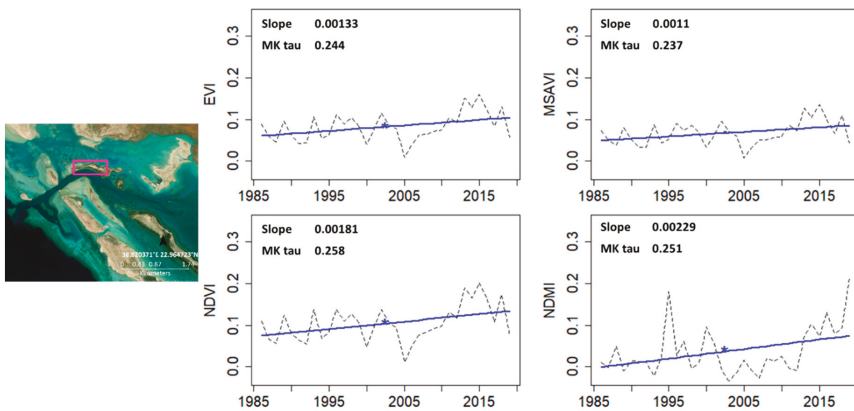 Slope 0.00133
MK tau 0.244
EVI
0.3
0.2
0.1
0.0
1985 1995 2005 2015
Slope 0.0011
MK tau 0.237
MSAVI
0.3
0.2
0.1
0.0
1985 1995 2005 2015
22.964723°N
0.87
Slope 0.00181
MK tau 0.258
NDVI
0.3
0.2
0.1
0.0
1985 1995 2005 2015
Slope 0.00229
MK tau 0.251
NDMI
0.3
0.2
0.1
0.0
1985 1995 2005 2015